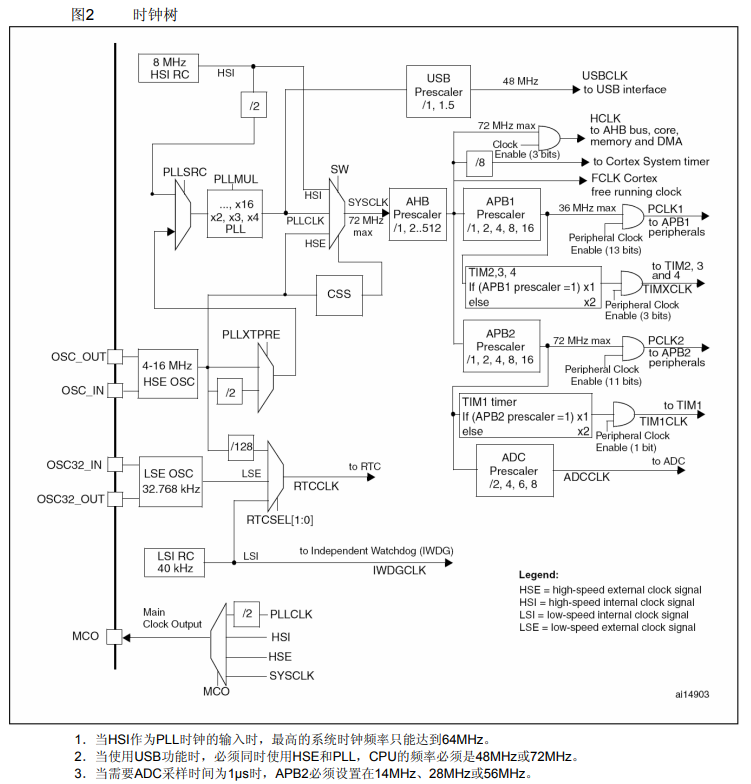 图2 时钟树
8 MHz
HSI RC
HSI
/2
USB
Prescaler
/1, 1.5
48 MHz
USBCLK
to USB interface
72 MHz max
Clock
Enable (3 bits)
HCLK
to AHB bus, core,
memory and DMA
/8
to Cortex System timer
FCLK Cortex
free running clock
PLLSRC
PLLMUL
..., x16
x2, x3, x4
PLL
SW
HSI
PLLCLK
HSE
SYSCLK
72 MHz
max
AHB
Prescaler
/1, 2..512
APB1
Prescaler
/1, 2, 4, 8, 16
36 MHz max
PCLK1
to APB1
peripherals
Peripheral Clock
Enable (13 bits)
CSS
TIM2,3, 4
If (APB1 prescaler =1) x1
else x2
to TIM2, 3
and 4
TIMXCLK
Peripheral Clock
Enable (3 bits)
PLLXTPRE
OSC_OUT
OSC_IN
4-16 MHz
HSE OSC
/2
APB2
Prescaler
/1, 2, 4, 8, 16
72 MHz max
PCLK2
to APB2
peripherals
Peripheral Clock
Enable (11 bits)
TIM1 timer
If (APB2 prescaler =1) x1
else x2
to TIM1
TIM1CLK
Peripheral Clock
Enable (1 bit)
/128
OSC32_IN
OSC32_OUT
LSE OSC
32.768 kHz
LSE
to RTC
RTCCLK
RTCSEL[1:0]
ADC
Prescaler
/2, 4, 6, 8
to ADC
ADCCLK
LSI RC
40 kHz
LSI
to Independent Watchdog (IWDG)
IWDGCLK
Legend:
HSE = high-speed external clock signal
HSI = high-speed internal clock signal
LSI = low-speed internal clock signal
LSE = low-speed external clock signal
MCO
Main
Clock Output
/2
PLLCLK
HSI
HSE
SYSCLK
MCO
ai14903
1. 当HSI作为PLL时钟的输入时，最高的系统时钟频率只能达到64MHz。
2. 当使用USB功能时，必须同时使用HSE和PLL，CPU的频率必须是48MHz或72MHz。
3. 当需要ADC采样时间为1μs时，APB2必须设置在14MHz、28MHz或56MHz。